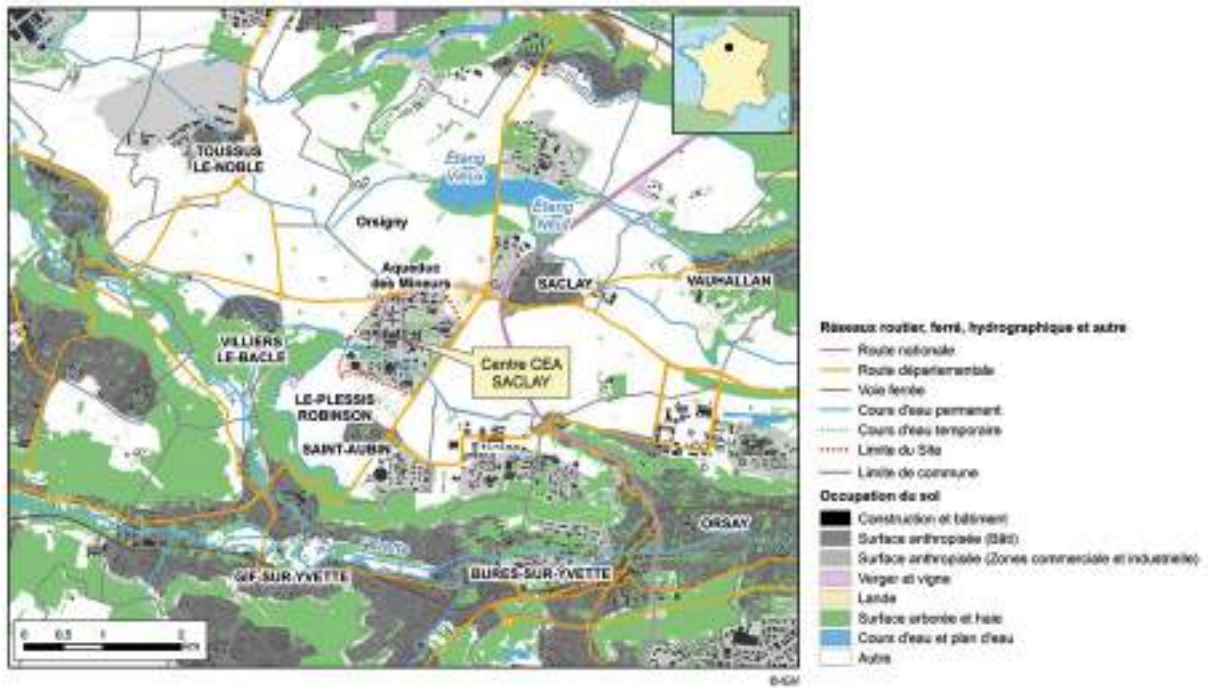 TOUSSUS
LE-NOBLE
Étang
Vieux
Étang
Neuf
Orsigny
Aqueduc
des Mineurs
SACLAY
VAUHALLAN
VILLIERS
LE-BACLE
Centre CEA
SACLAY
LE-PLESSIS-
ROBINSON
SAINT-AUBIN
ORSAY
GIF-SUR-YVETTE
BURES-SUR-YVETTE
0 0.5 1 2
km
Réseaux routier, ferré, hydrographique et autre
Route nationale
Route départementale
Voie ferrée
Cours d'eau permanent
Cours d'eau temporaire
Limite du Site
Limite de commune
Occupation du sol
Construction et bâtiment
Surface anthropisée (Bâti)
Surface anthropisée (Zones commerciale et industrielle)
Verger et vigne
Lande
Surface arborée et haie
Cours d'eau et plan d'eau
Autre